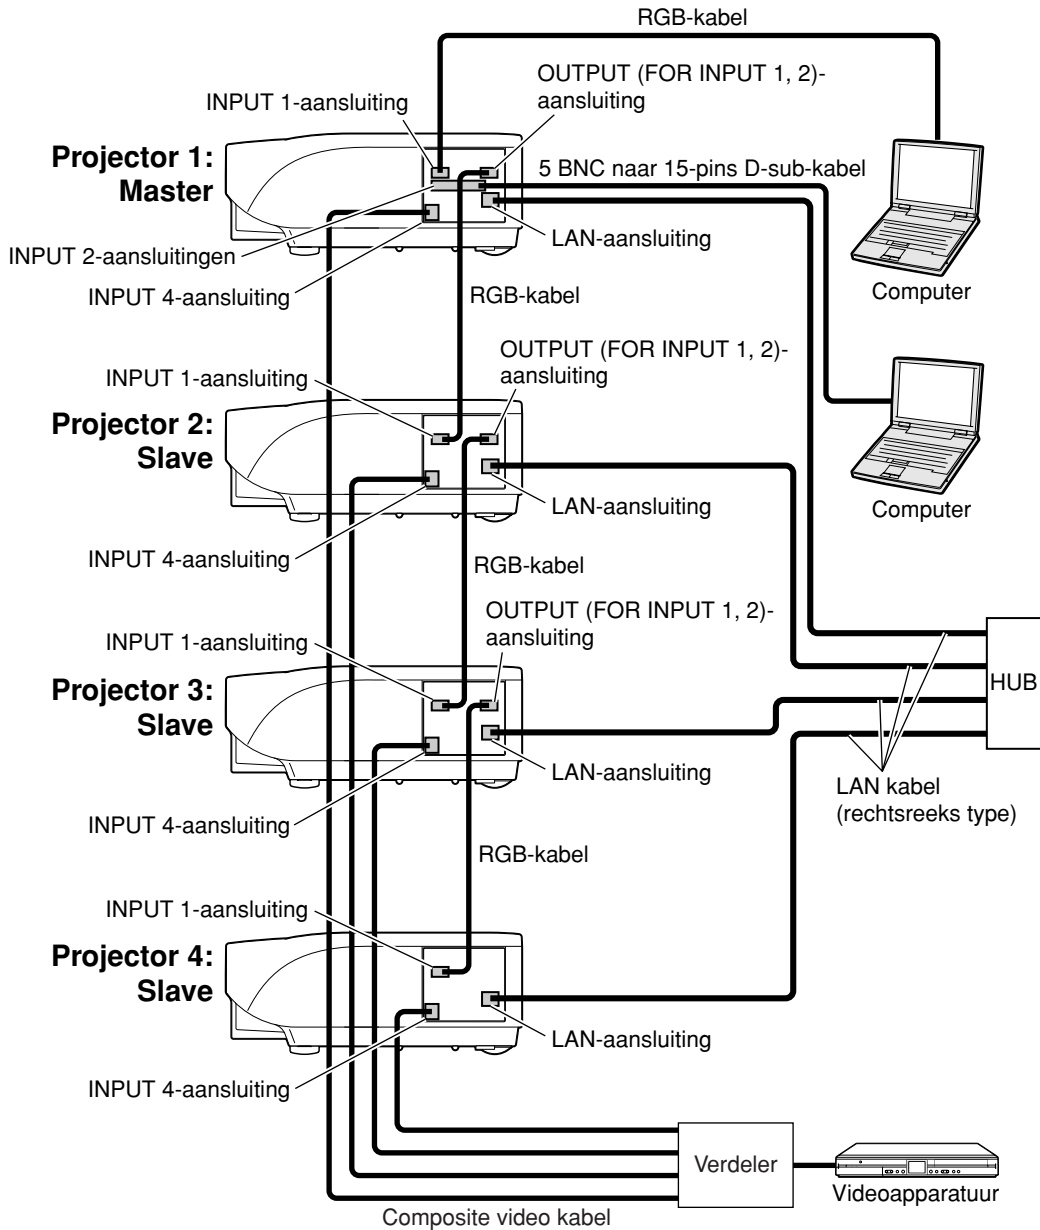 RGB-kabel
OUTPUT (FOR INPUT 1, 2)-
aansluiting
INPUT 1-aansluiting
Projector 1:
Master
5 BNC naar 15-pins D-sub-kabel
LAN-aansluiting
INPUT 2-aansluitingen
INPUT 4-aansluiting
RGB-kabel
Computer
OUTPUT (FOR INPUT 1, 2)-
aansluiting
INPUT 1-aansluiting
Projector 2:
Slave
LAN-aansluiting
Computer
INPUT 4-aansluiting
RGB-kabel
OUTPUT (FOR INPUT 1, 2)-
aansluiting
INPUT 1-aansluiting
HUB
Projector 3:
Slave
LAN-aansluiting
LAN kabel
(rechtsreeks type)
INPUT 4-aansluiting
RGB-kabel
INPUT 1-aansluiting
Projector 4:
Slave
LAN-aansluiting
INPUT 4-aansluiting
Verdeler
Videoapparatuur
Composite video kabel